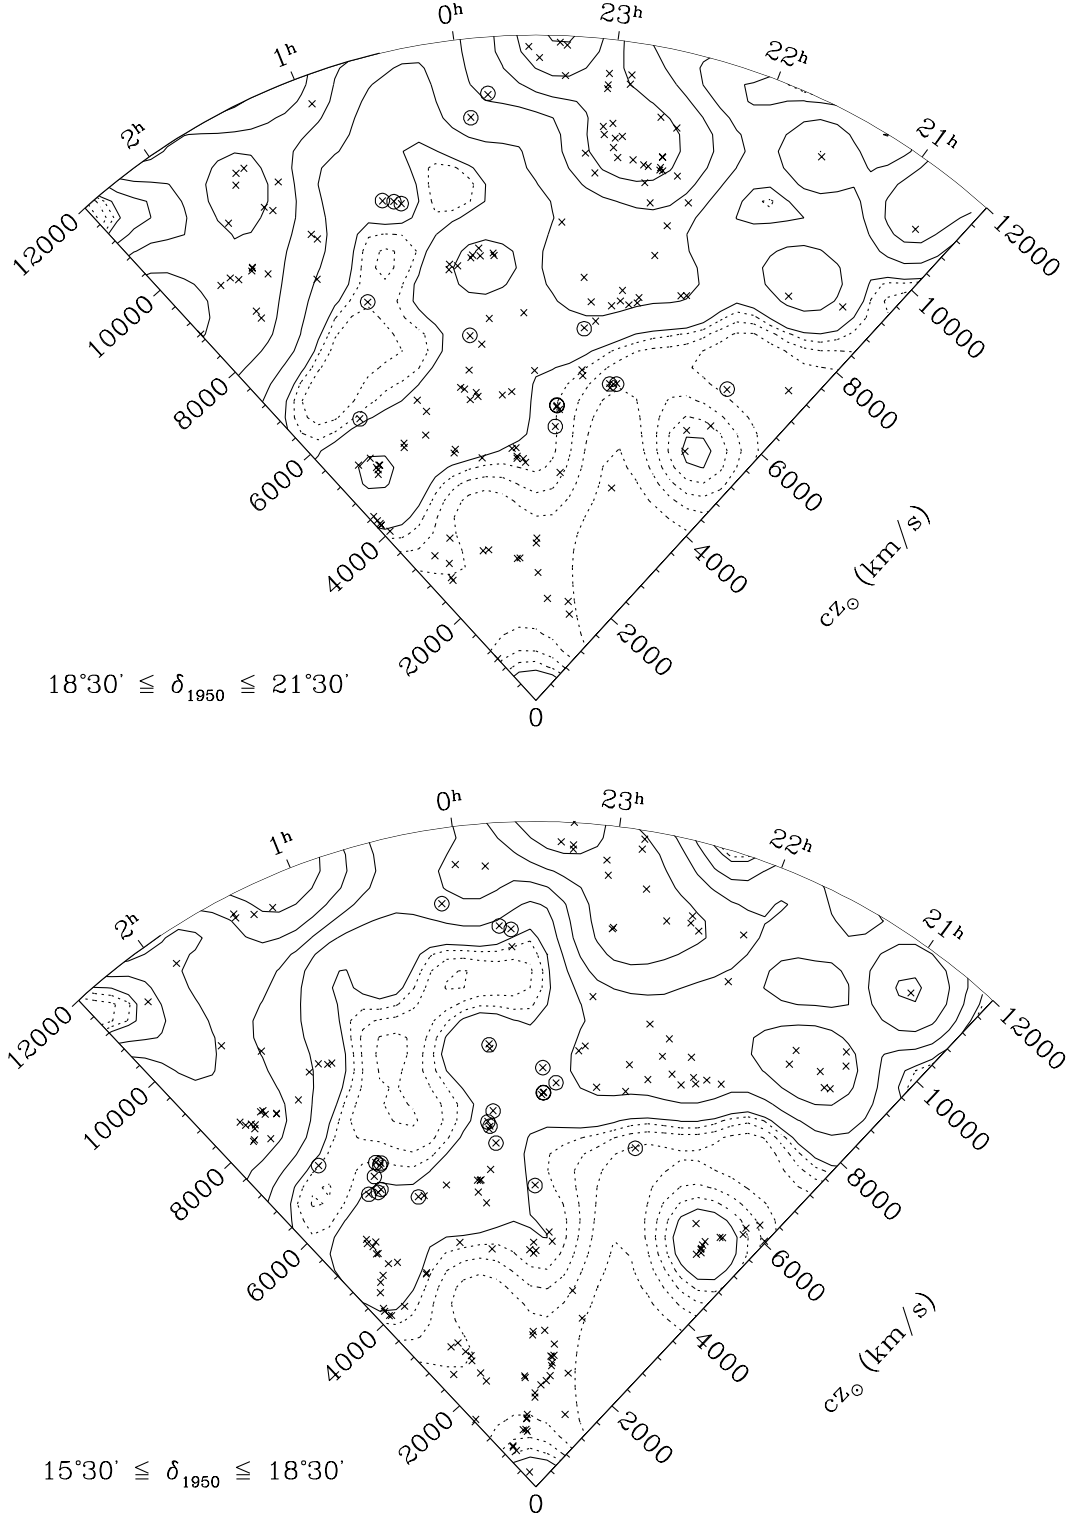 0ʰ 23ʰ
1ʰ 22ʰ
2ʰ 21ʰ
12000 12000
10000 10000
8000 8000
6000 6000
4000 4000
2000 2000
cz☉ (km/s)
18°30' ≦ δ₁₉₅₀ ≦ 21°30'
0
0ʰ 23ʰ
1ʰ 22ʰ
2ʰ 21ʰ
12000 12000
10000 10000
8000 8000
6000 6000
4000 4000
2000 2000
cz☉ (km/s)
15°30' ≦ δ₁₉₅₀ ≦ 18°30'
0